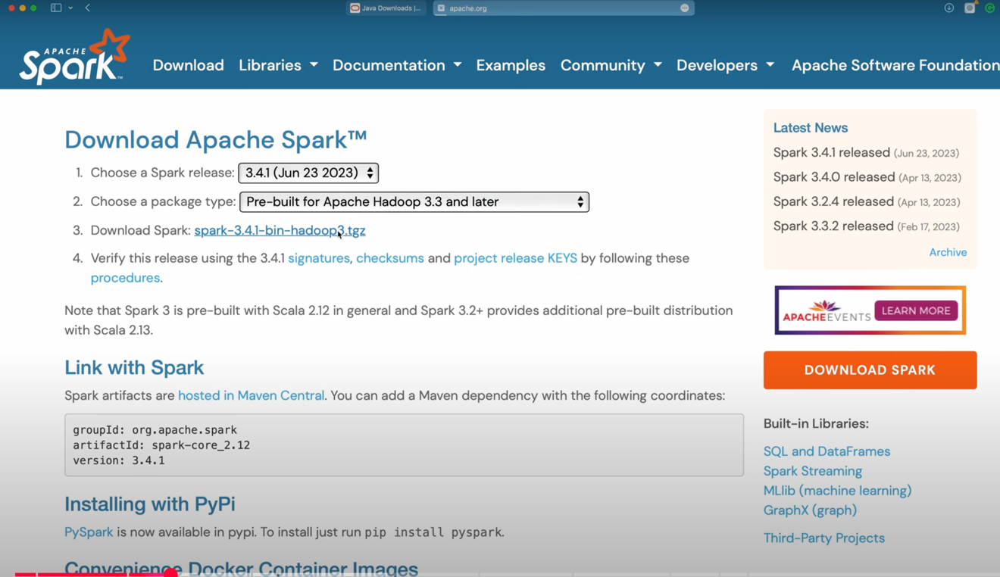 Java Downloads |...
apache.org
APACHE
Spark™
Download
Libraries
Documentation
Examples
Community
Developers
Apache Software Foundation
Download Apache Spark™
1. Choose a Spark release: 3.4.1 (Jun 23 2023)
2. Choose a package type: Pre-built for Apache Hadoop 3.3 and later
3. Download Spark: spark-3.4.1-bin-hadoop3.tgz
4. Verify this release using the 3.4.1 signatures, checksums and project release KEYS by following these
procedures.
Note that Spark 3 is pre-built with Scala 2.12 in general and Spark 3.2+ provides additional pre-built distribution
with Scala 2.13.
Link with Spark
Spark artifacts are hosted in Maven Central. You can add a Maven dependency with the following coordinates:
groupId: org.apache.spark
artifactId: spark-core_2.12
version: 3.4.1
Installing with PyPi
PySpark is now available in pypi. To install just run pip install pyspark.
Convenience Docker Container Images
Latest News
Spark 3.4.1 released (Jun 23, 2023)
Spark 3.4.0 released (Apr 13, 2023)
Spark 3.2.4 released (Apr 13, 2023)
Spark 3.3.2 released (Feb 17, 2023)
Archive
APACHEEVENTS LEARN MORE
DOWNLOAD SPARK
Built-in Libraries:
SQL and DataFrames
Spark Streaming
MLlib (machine learning)
GraphX (graph)
Third-Party Projects